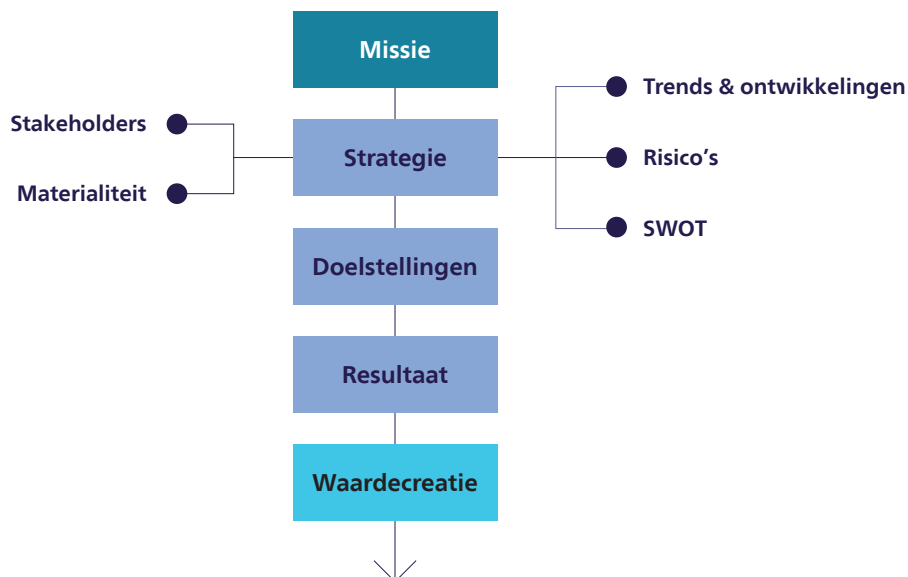 Missie
Stakeholders
Materialiteit
Strategie
Trends & ontwikkelingen
Risico’s
SWOT
Doelstellingen
Resultaat
Waardecreatie